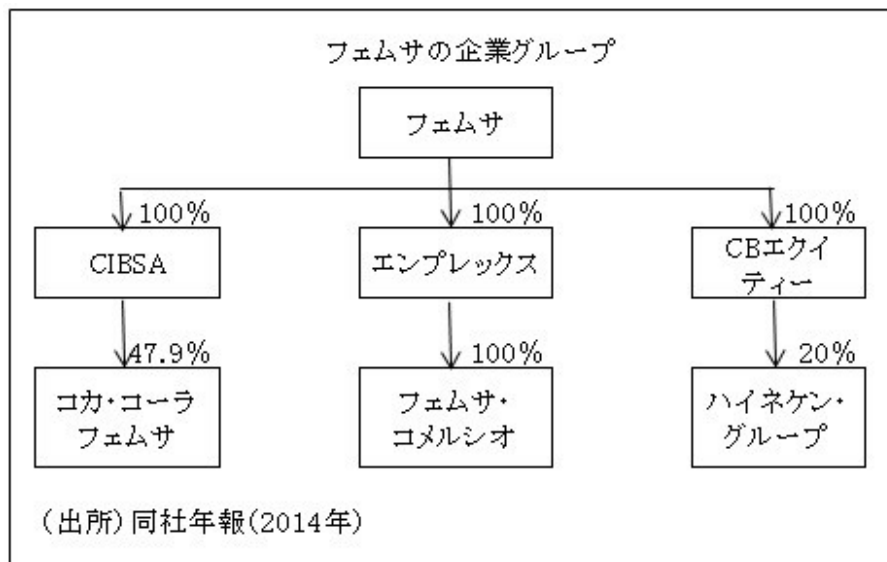 フェムサの企業グループ
フェムサ
100%
100%
100%
CIBSA
エンプレックス
CBエクイ
ティー
47.9%
100%
20%
コカ・コーラ
フェムサ
フェムサ・
コメルシオ
ハイネケン・
グループ
(出所)同社年報(2014年)